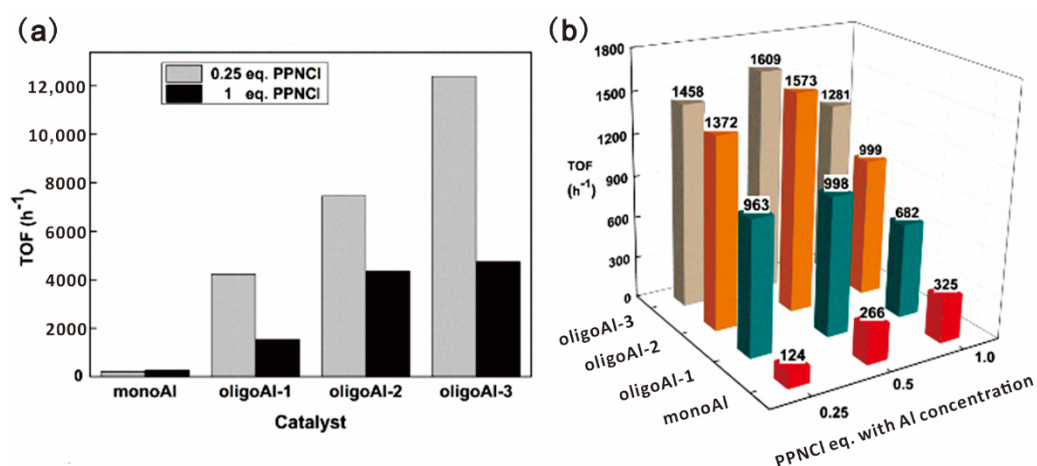 (a)
0.25 eq. PPNCl
1 eq. PPNCl
TOF (h⁻¹)
12,000
10,000
8000
6000
4000
2000
0
monoAl oligoAl-1 oligoAl-2 oligoAl-3
Catalyst
(b)
TOF
(h⁻¹)
1800
1500
1200
900
600
300
0
1458 1609 1281
1372 1573 999
963 998 682
124 266 325
oligoAl-3
oligoAl-2
oligoAl-1
monoAl
0.25 0.5 1.0
PPNCl eq. with Al concentration